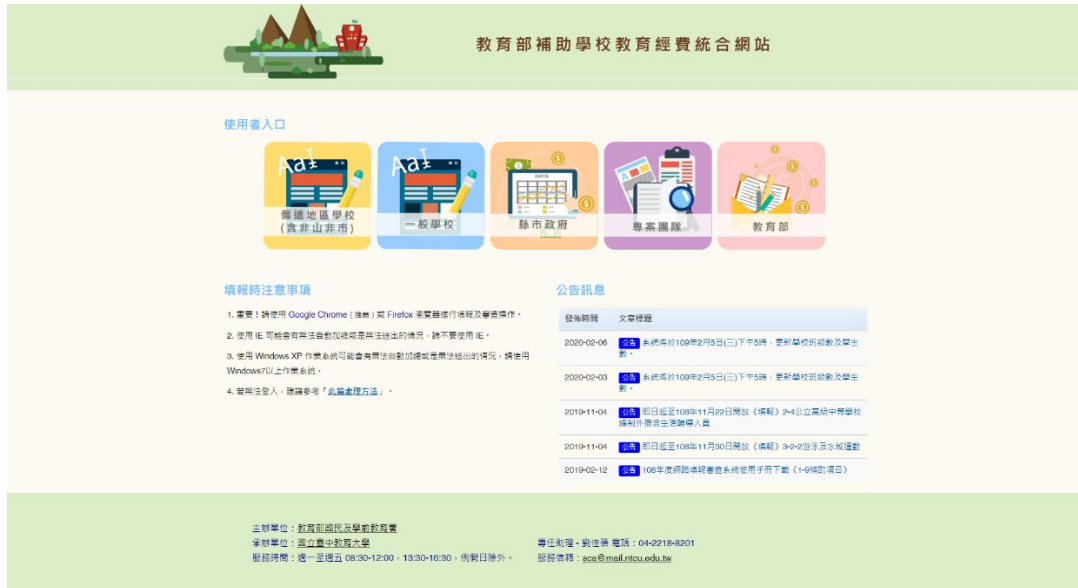 教育部補助學校教育經費統合網站
使用者入口
偏遠地區學校
(含非山非市)
一般學校
DATA
縣市政府
專案團隊
教育部
填報時注意事項
1. 重要！請使用 Google Chrome ( 推薦 ) 或 Firefox 瀏覽器進行填報及審查操作。
2. 使用 IE 可能會有無法自動加總或是無法送出的情況，請不要使用 IE。
3. 使用 Windows XP 作業系統可能會有無法自動加總或是無法送出的情況，請使用
Windows7以上作業系統。
4. 若無法登入，建議參考「此篇處理方法」。
公告訊息
發佈時間 文章標題
2020-02-06 公告 系統將於109年2月5日(三)下午5時，更新學校班級數及學生
數。
2020-02-03 公告 系統將於109年2月5日(三)下午5時，更新學校班級數及學生
數。
2019-11-04 公告 即日起至108年11月22日開放《填報》2-4公立高級中等學校
編制外宿舍生活輔導人員
2019-11-04 公告 即日起至108年11月30日開放《填報》3-2-2游泳及水域運動
2019-02-12 公告 108年度網路填報審查系統使用手冊下載《1-9補助項目》
主辦單位：教育部國民及學前教育署
承辦單位：國立臺中教育大學
服務時間：週一至週五 08:30-12:00，13:30-16:30，例假日除外。
專任助理：劉佳 電話：04-2218-8201
服務信箱：@mail.ntcu.edu.tw